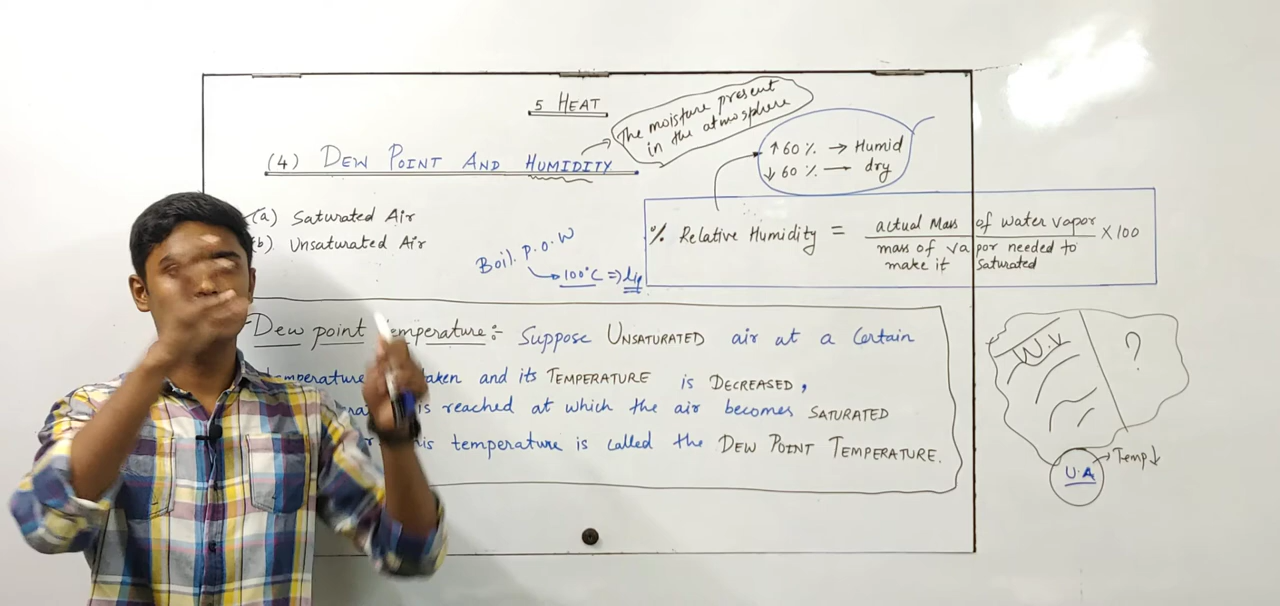 5 HEAT
The moisture present
in the atmosphere
(4) DEW POINT AND HUMIDITY
↑ 60 % → Humid
↓ 60 % → dry
(a) Saturated Air
(b) Unsaturated Air
Boil. P. O. W
100°C ⇒
% Relative Humidity = actual Mass of water vapor
mass of vapor needed to × 100
make it saturated
Dew point temperature :- Suppose UNSATURATED air at a Certain
temperature taken and its TEMPERATURE is DECREASED,
is reached at which the air becomes SATURATED
this temperature is called the DEW POINT TEMPERATURE.
W.V ?
U.A → Temp ↓